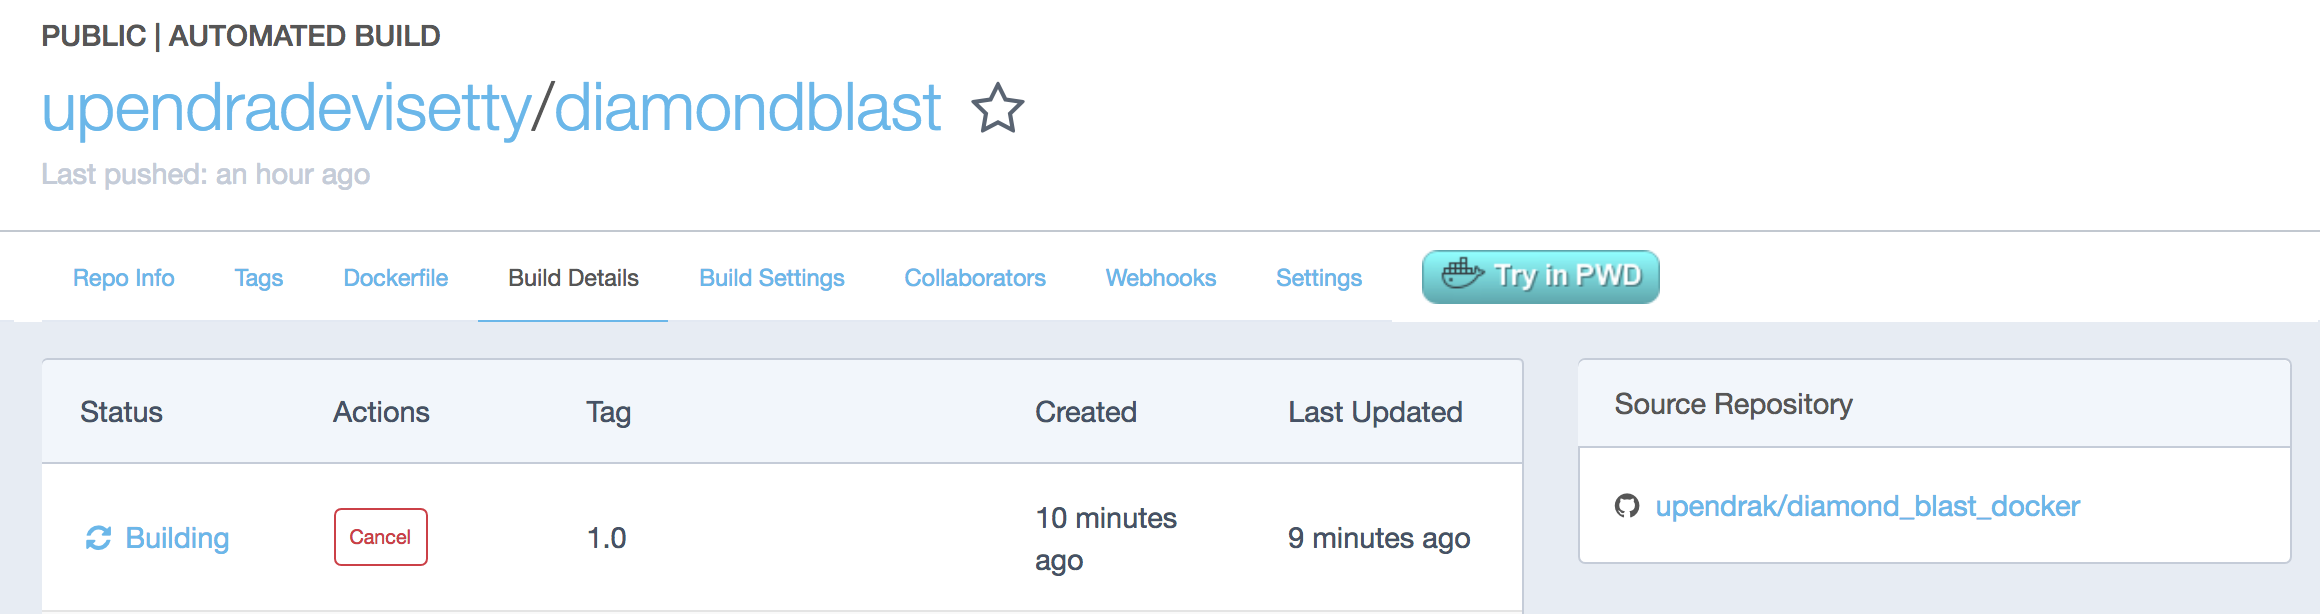 PUBLIC | AUTOMATED BUILD
upendradevisetty/diamondblast
Last pushed: an hour ago
Repo Info Tags Dockerfile Build Details Build Settings Collaborators Webhooks Settings Try in PWD
Status Actions Tag Created Last Updated
Building Cancel 1.0 10 minutes
ago 9 minutes ago
Source Repository
upendrak/diamond_blast_docker